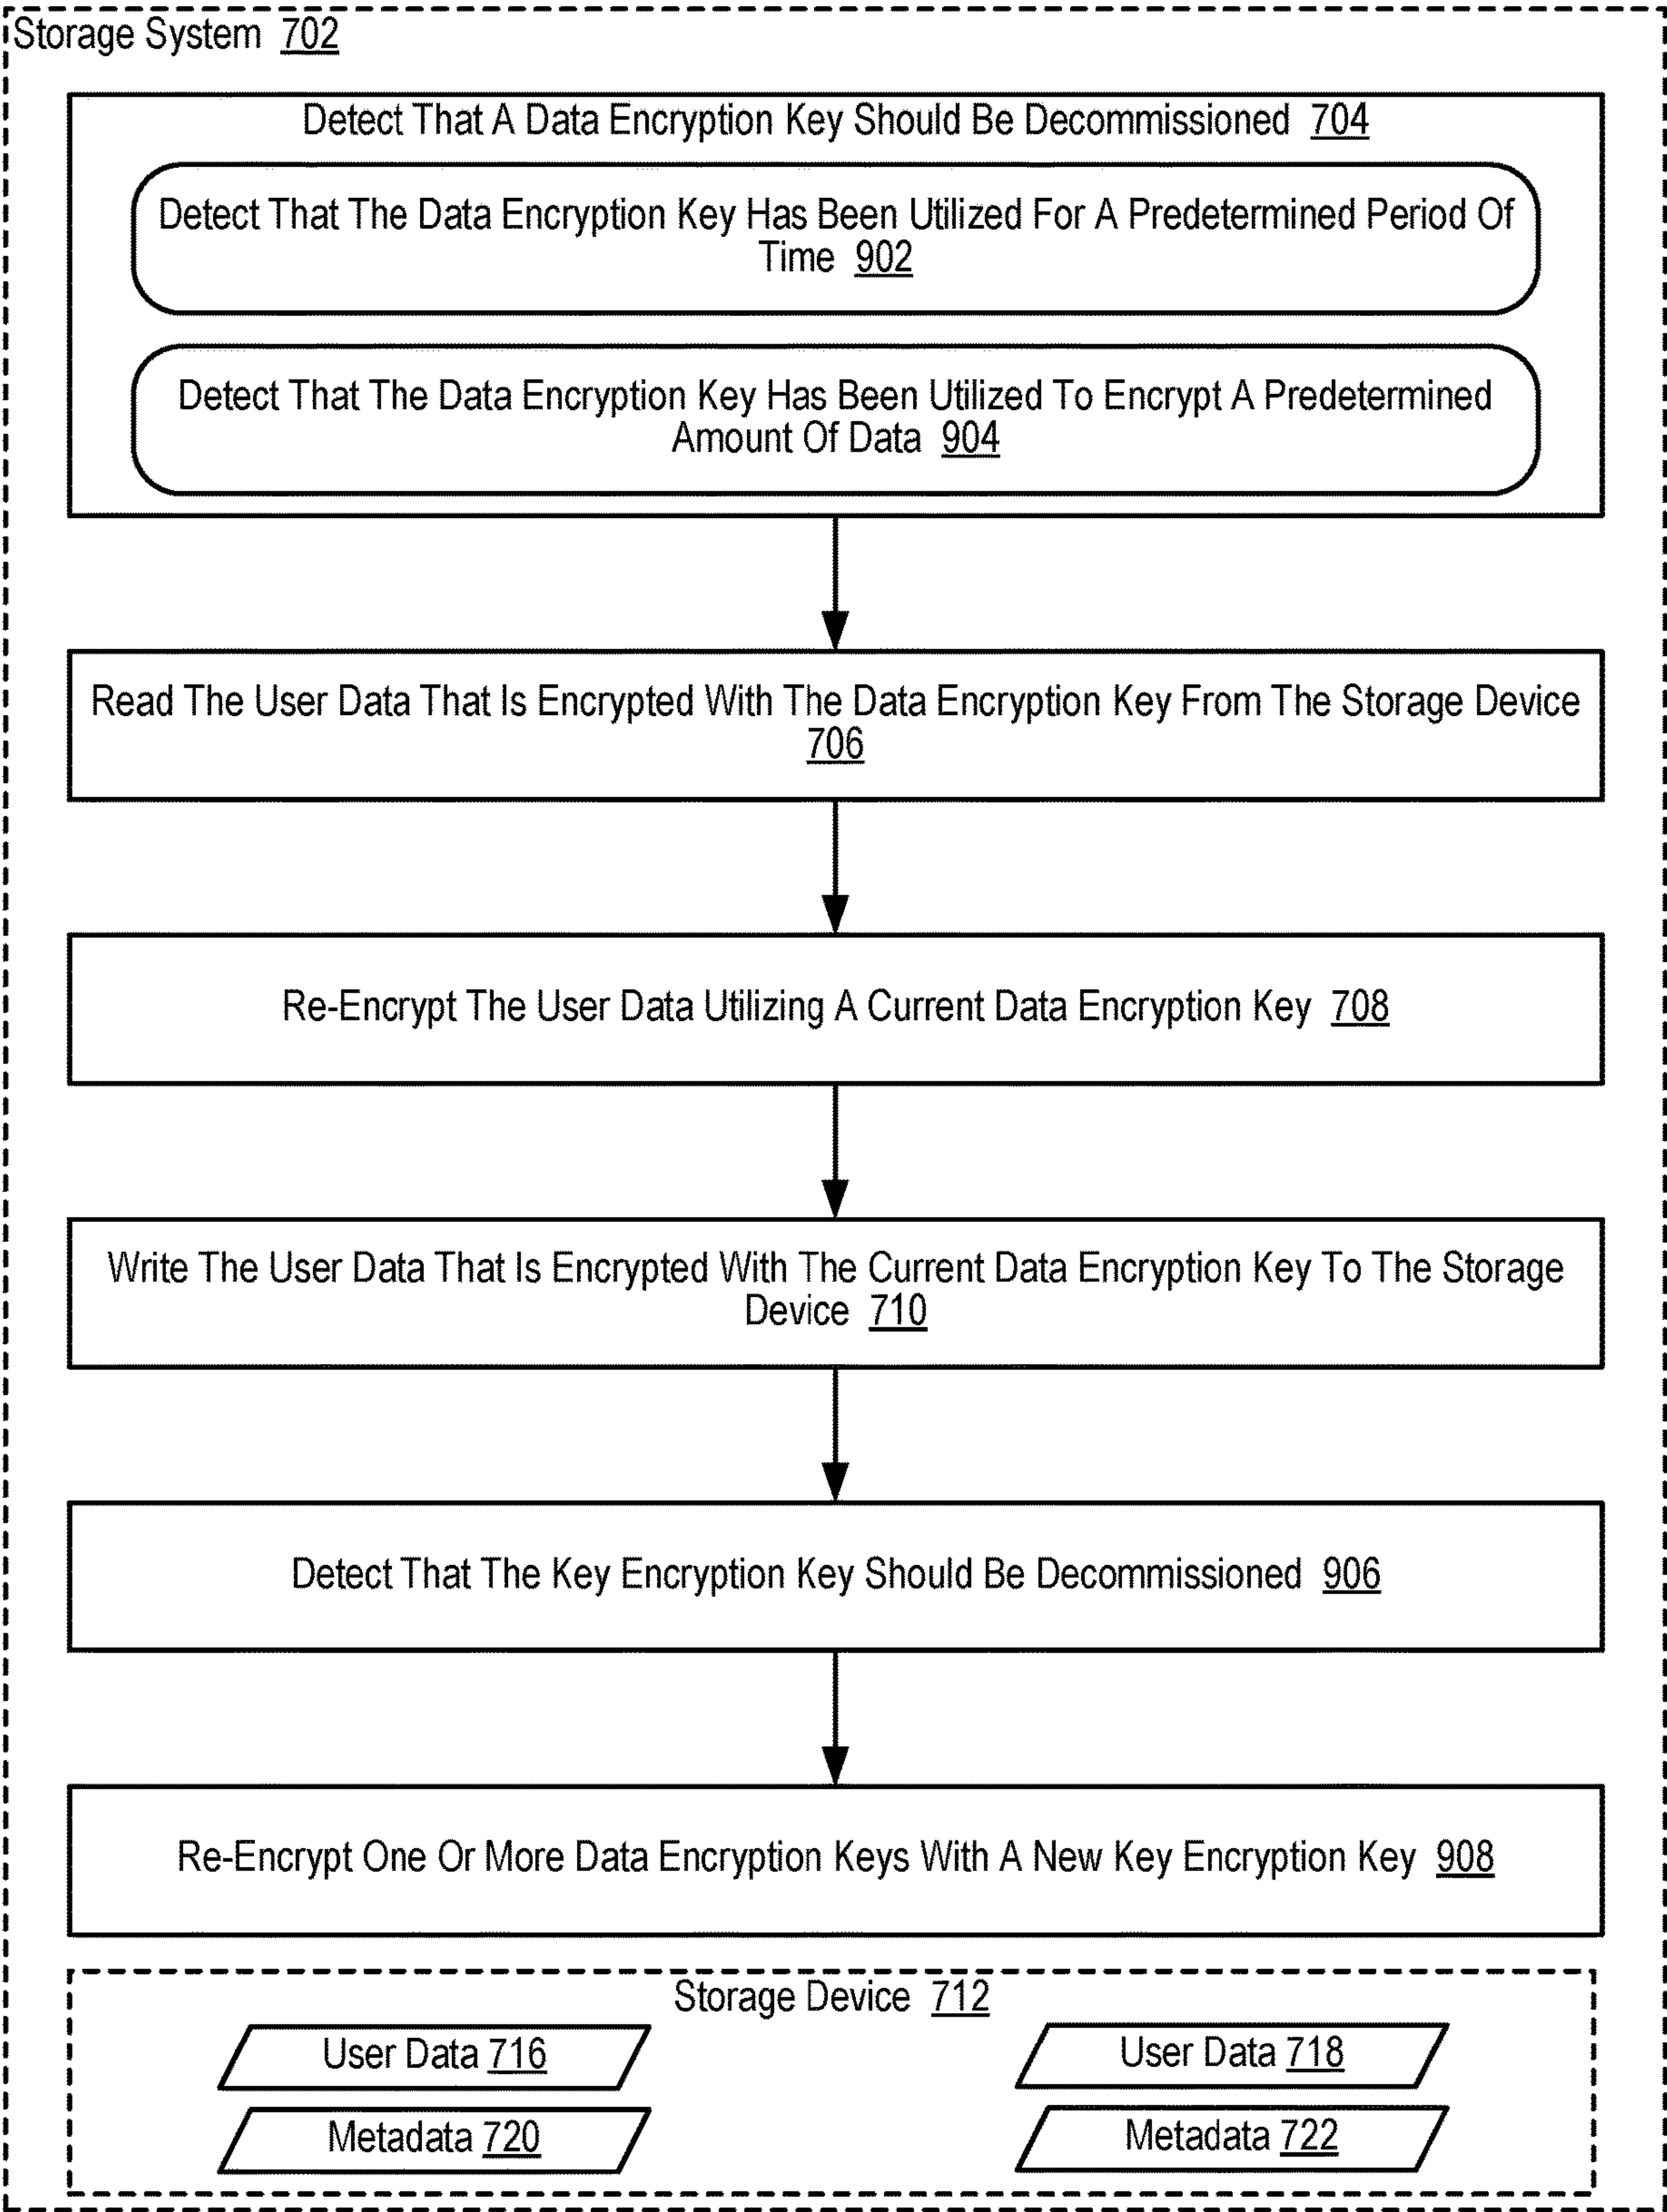 Storage System 702
Detect That A Data Encryption Key Should Be Decommissioned 704
Detect That The Data Encryption Key Has Been Utilized For A Predetermined Period Of
Time 902
Detect That The Data Encryption Key Has Been Utilized To Encrypt A Predetermined
Amount Of Data 904
Read The User Data That Is Encrypted With The Data Encryption Key From The Storage Device
706
Re-Encrypt The User Data Utilizing A Current Data Encryption Key 708
Write The User Data That Is Encrypted With The Current Data Encryption Key To The Storage
Device 710
Detect That The Key Encryption Key Should Be Decommissioned 906
Re-Encrypt One Or More Data Encryption Keys With A New Key Encryption Key 908
Storage Device 712
User Data 716
User Data 718
Metadata 720
Metadata 722